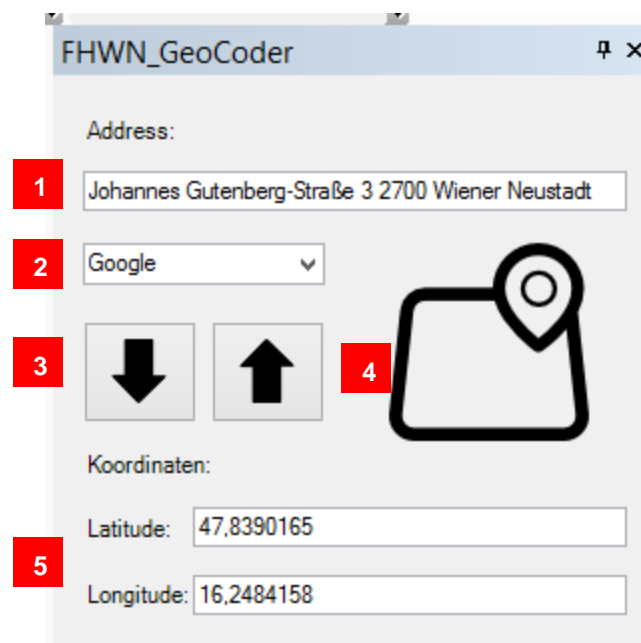 FHWN_GeoCoder
Address:
1
Johannes Gutenberg-Straße 3 2700 Wiener Neustadt
2
Google
3
4
Koordinaten:
Latitude: 47,8390165
5
Longitude: 16,2484158